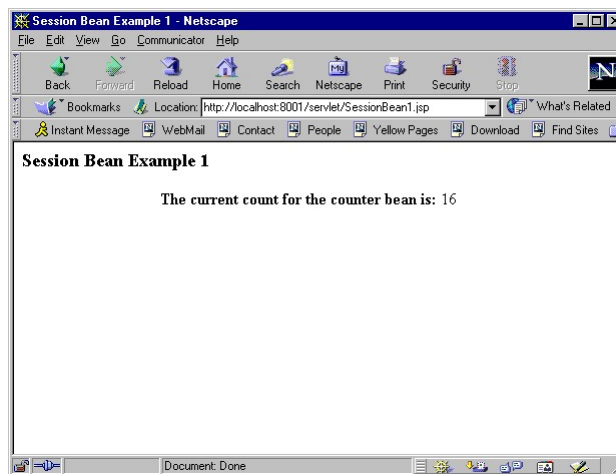 Session Bean Example 1 - Netscape
File Edit View Go Communicator Help
Back Forward Reload Home Search Netscape Print Security Stop N
Bookmarks Location: http://localhost:8001/servlet/SessionBean1.jsp What's Related
Instant Message WebMail Contact People Yellow Pages Download Find Sites
Session Bean Example 1
The current count for the counter bean is: 16
Document: Done